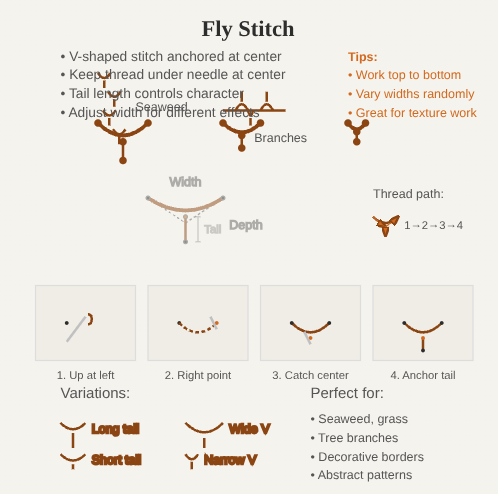 Fly Stitch
• V-shaped stitch anchored at center
• Keep thread under needle at center
• Tail length controls character
• Adjust width for different effects
Tips:
• Work top to bottom
• Vary widths randomly
• Great for texture work
Seaweed
Branches
Width
Tail
Depth
Thread path:
1→2→3→4
1. Up at left
2. Right point
3. Catch center
4. Anchor tail
Variations:
Long tail
Wide V
Short tail
Narrow V
Perfect for:
• Seaweed, grass
• Tree branches
• Decorative borders
• Abstract patterns